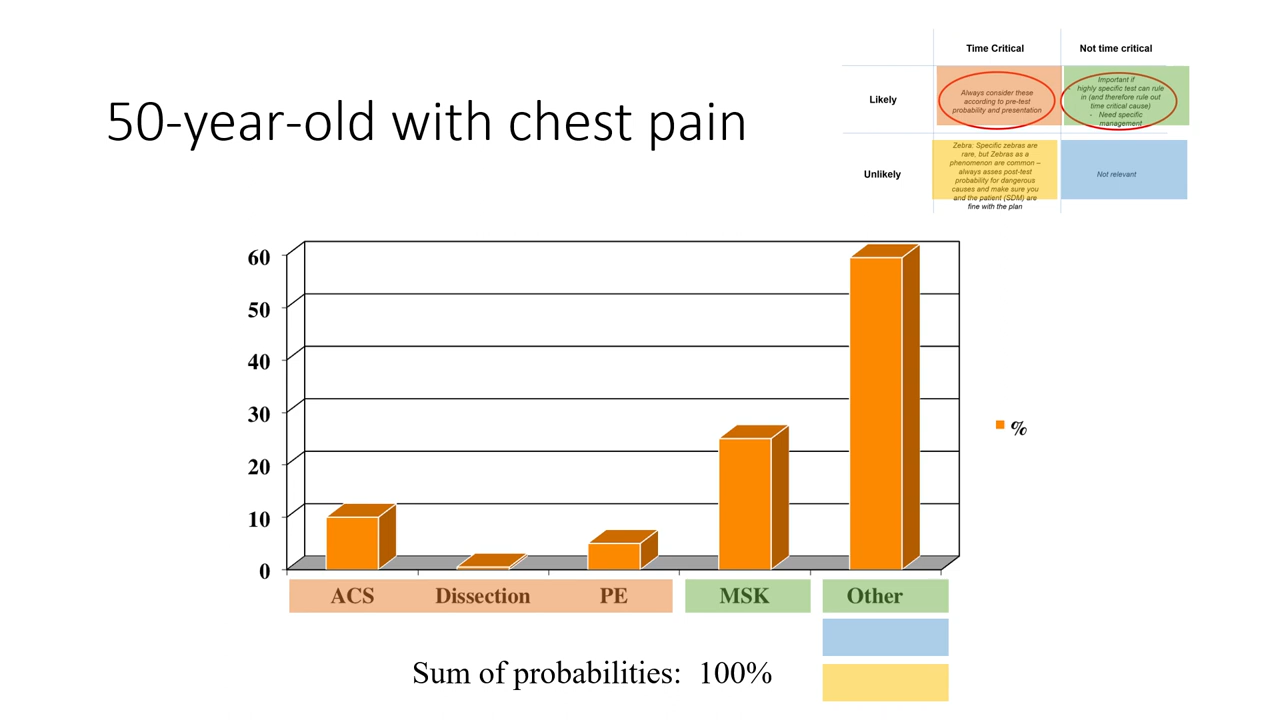 50-year-old with chest pain
Time Critical
Not time critical
Likely
Always consider these
according to pre-test
probability and presentation
Important if
- highly specific test can rule
in (and therefore rule out
time critical cause)
- Need specific
management
Unlikely
Zebra: Specific zebras are
rare, but Zebras as a
phenomenon are common –
always asses post-test
probability for dangerous
causes and make sure you
and the patient (SDM) are
fine with the plan
Not relevant
60
50
40
30
20
10
0
ACS
Dissection
PE
MSK
Other
%
Sum of probabilities: 100%